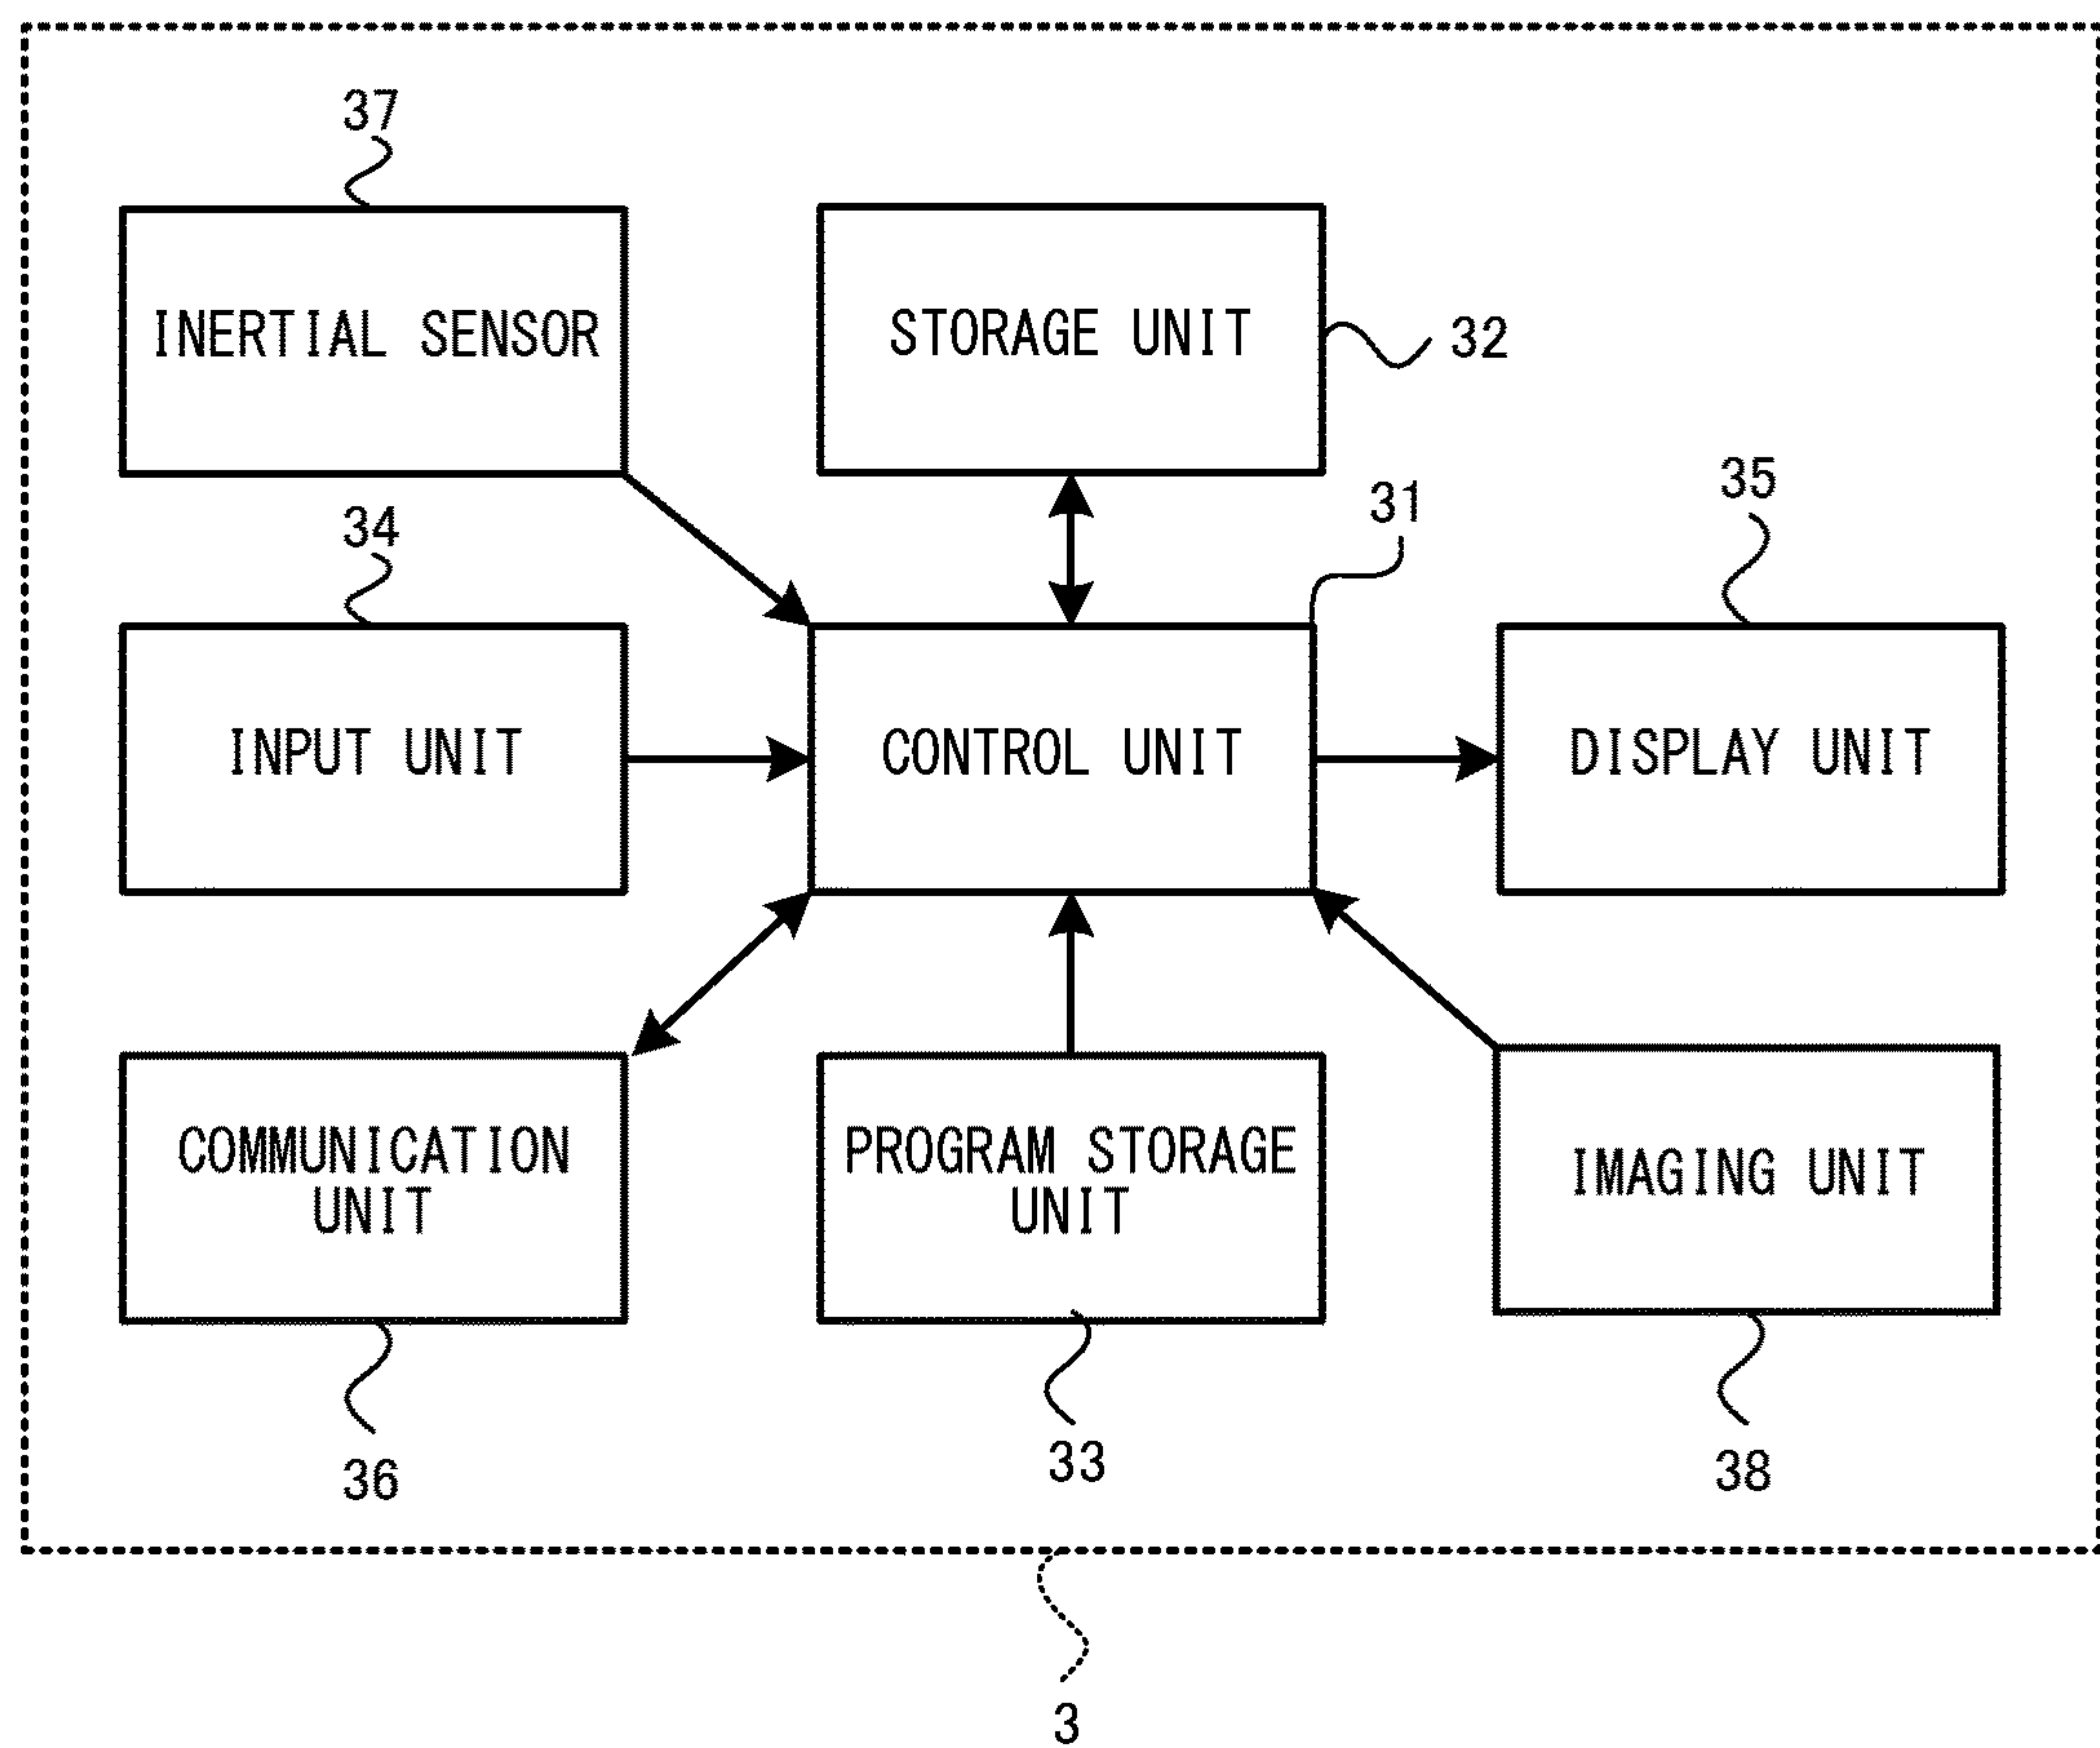 37
INERTIAL SENSOR
STORAGE UNIT
32
34
31
35
INPUT UNIT
CONTROL UNIT
DISPLAY UNIT
COMMUNICATION
UNIT
PROGRAM STORAGE
UNIT
IMAGING UNIT
36
33
38
3